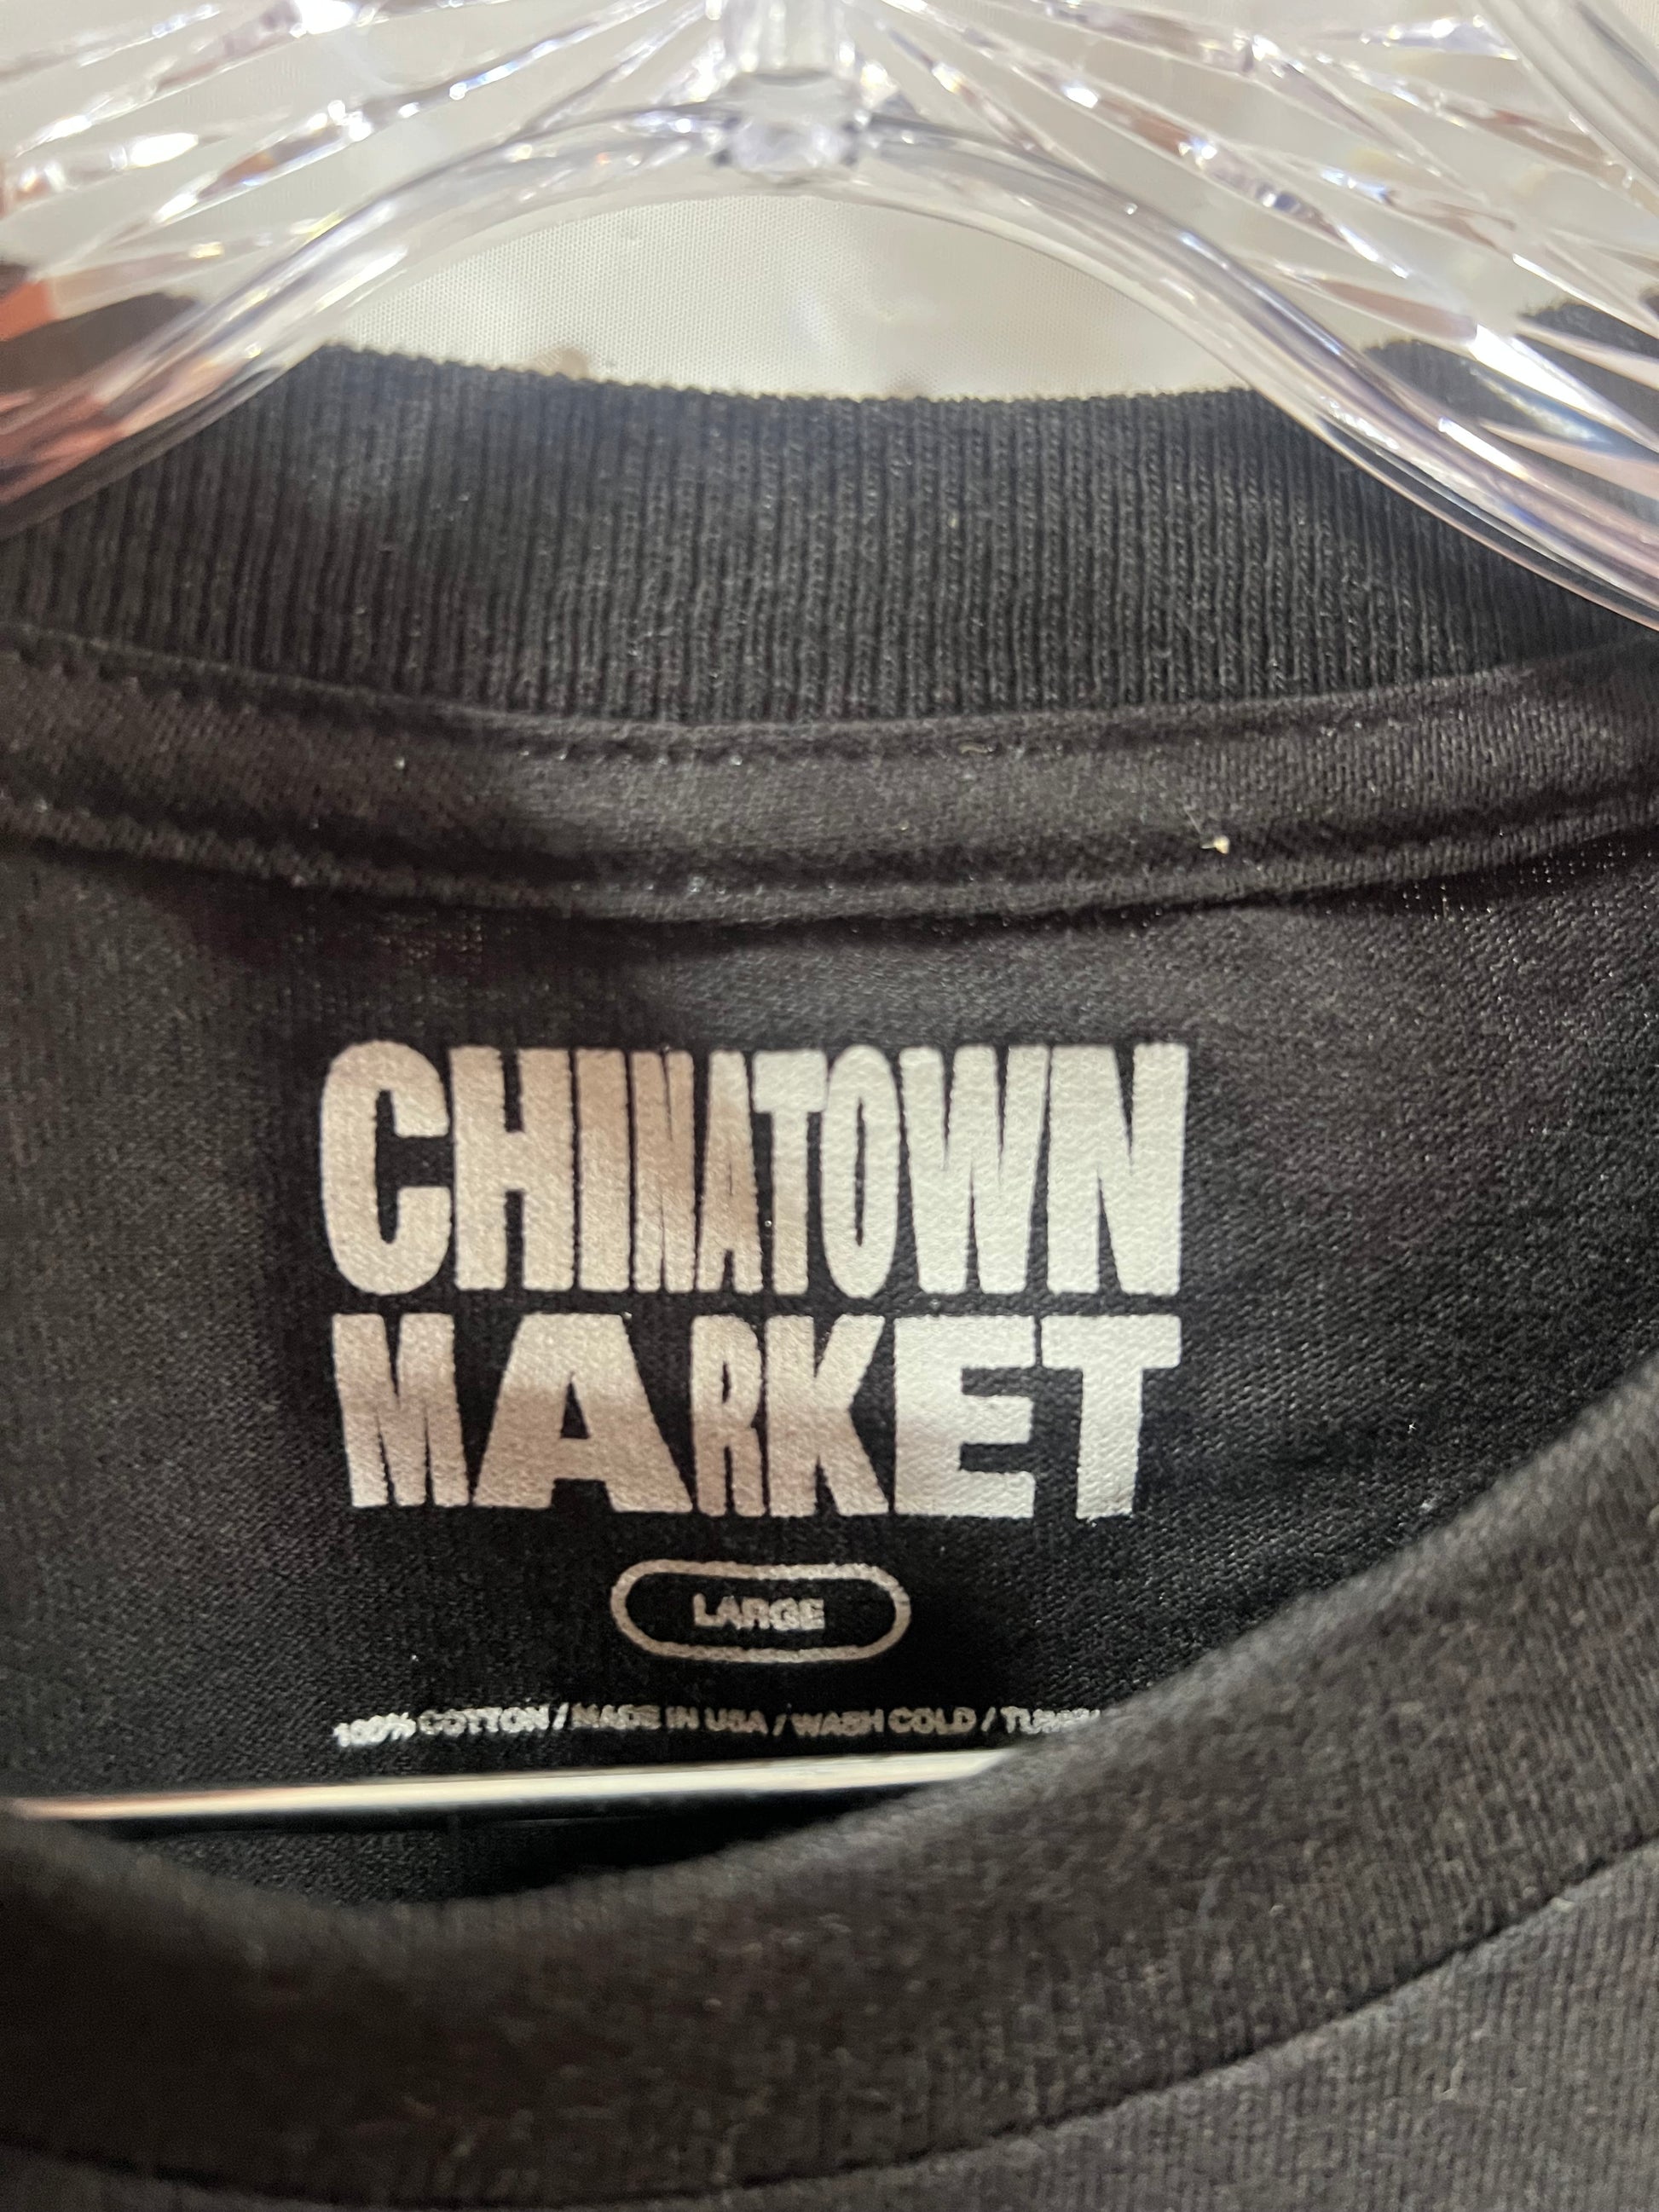 CHINATOWN
MARKET
LARGE
100% COTTON / MADE IN USA / WASH COLD /